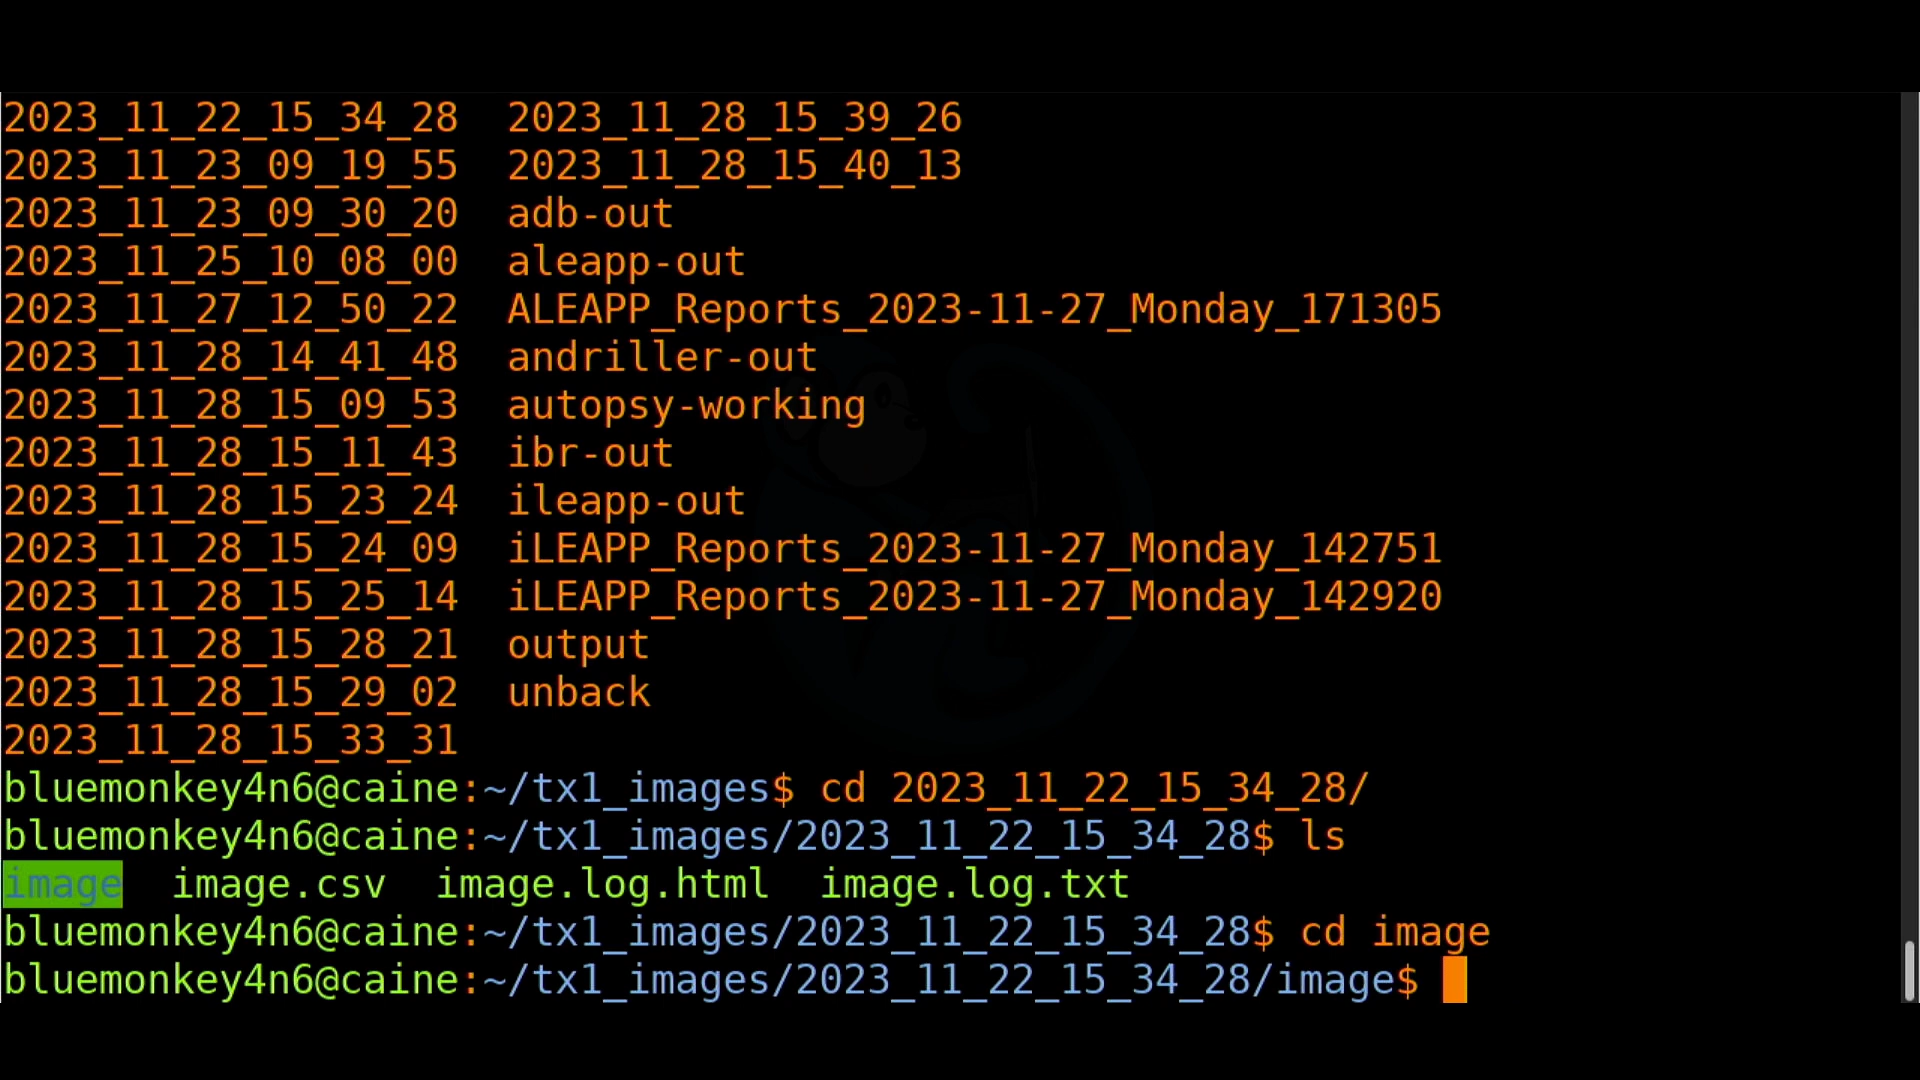 2023_11_22_15_34_28  2023_11_28_15_39_26
2023_11_23_09_19_55  2023_11_28_15_40_13
2023_11_23_09_30_20  adb-out
2023_11_25_10_08_00  aleapp-out
2023_11_27_12_50_22  ALEAPP_Reports_2023-11-27_Monday_171305
2023_11_28_14_41_48  andriller-out
2023_11_28_15_09_53  autopsy-working
2023_11_28_15_11_43  ibr-out
2023_11_28_15_23_24  ileapp-out
2023_11_28_15_24_09  iLEAPP_Reports_2023-11-27_Monday_142751
2023_11_28_15_25_14  iLEAPP_Reports_2023-11-27_Monday_142920
2023_11_28_15_28_21  output
2023_11_28_15_29_02  unback
2023_11_28_15_33_31
bluemonkey4n6@caine:~/tx1_images$ cd 2023_11_22_15_34_28/
bluemonkey4n6@caine:~/tx1_images/2023_11_22_15_34_28$ ls
image  image.csv  image.log.html  image.log.txt
bluemonkey4n6@caine:~/tx1_images/2023_11_22_15_34_28$ cd image
bluemonkey4n6@caine:~/tx1_images/2023_11_22_15_34_28/image$